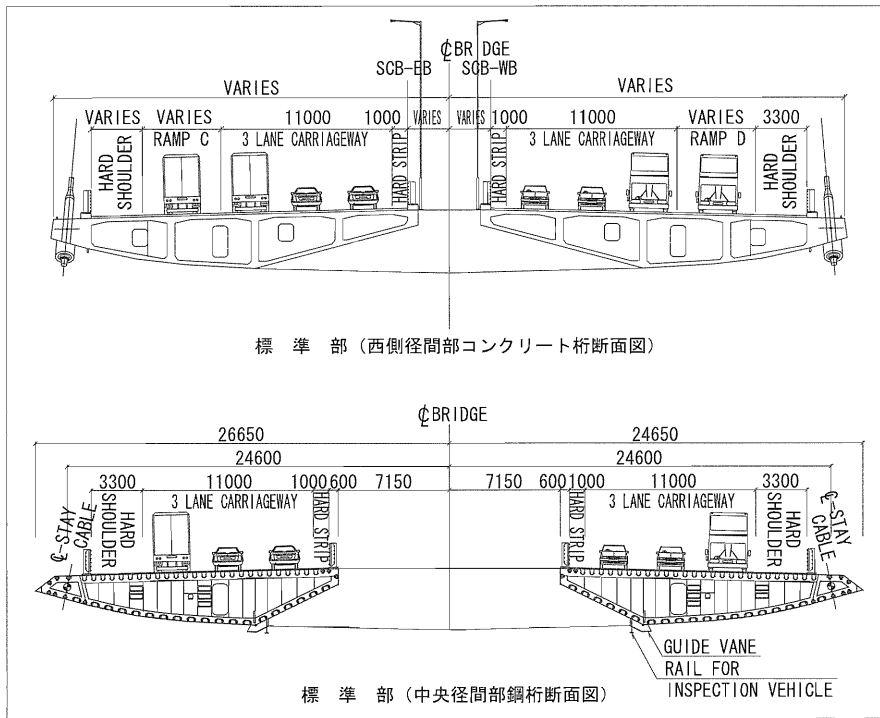 ℄BRIDGE
SCB-EB SCB-WB
VARIES VARIES
VARIES VARIES 11000 1000 VARIES VARIES 1000 11000 VARIES 3300
RAMP C 3 LANE CARRIAGEWAY 3 LANE CARRIAGEWAY RAMP D
HARD SHOULDER
HARD STRIP
HARD STRIP
HARD SHOULDER
標 準 部（西側径間部コンクリート桁断面図）
℄BRIDGE
26650 24650
24600 24600
3300 11000 1000 600 7150 7150 600 1000 11000 3300
3 LANE CARRIAGEWAY 3 LANE CARRIAGEWAY
℄-STAY CABLE
HARD SHOULDER
HARD STRIP
HARD STRIP
HARD SHOULDER
℄-STAY CABLE
GUIDE VANE
RAIL FOR
INSPECTION VEHICLE
標 準 部（中央径間部鋼桁断面図）